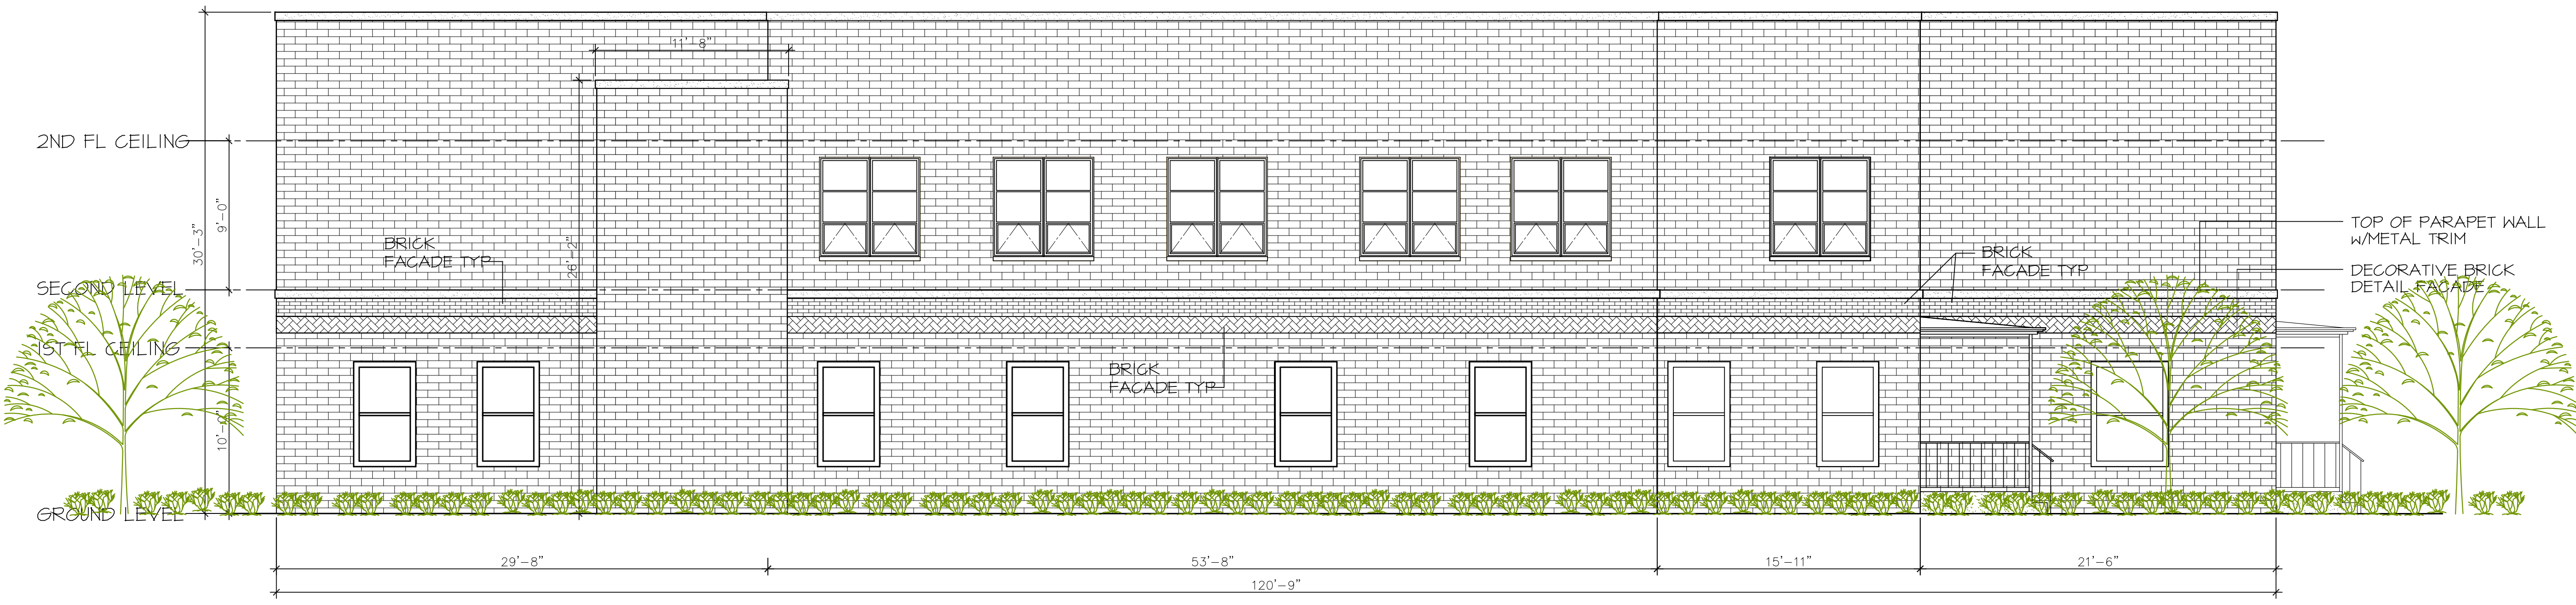 11'-8"
2ND FL CEILING
9'-0"
30'-3"
26'-2"
BRICK
FACADE TYP
TOP OF PARAPET WALL
W/METAL TRIM
BRICK
FACADE TYP
DECORATIVE BRICK
DETAIL FACADE
SECOND LEVEL
1ST FL CEILING
BRICK
FACADE TYP
GROUND LEVEL
29'-8"
53'-8"
15'-11"
21'-6"
120'-9"